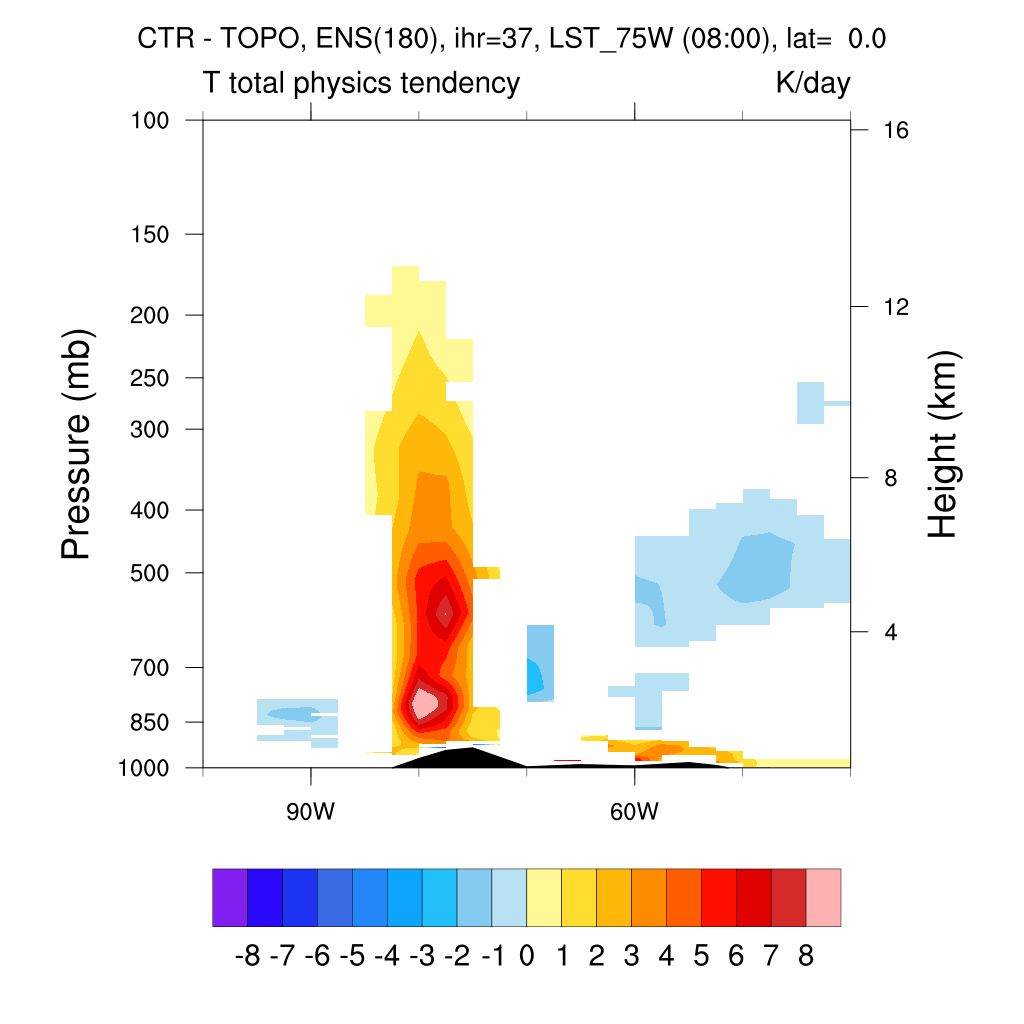 CTR - TOPO, ENS(180), ihr=37, LST_75W (08:00), lat=  0.0
T total physics tendency K/day
100
150
200
250
300
400
500
700
850
1000
Pressure (mb)
16
12
8
4
Height (km)
90W 60W
-8 -7 -6 -5 -4 -3 -2 -1 0 1 2 3 4 5 6 7 8